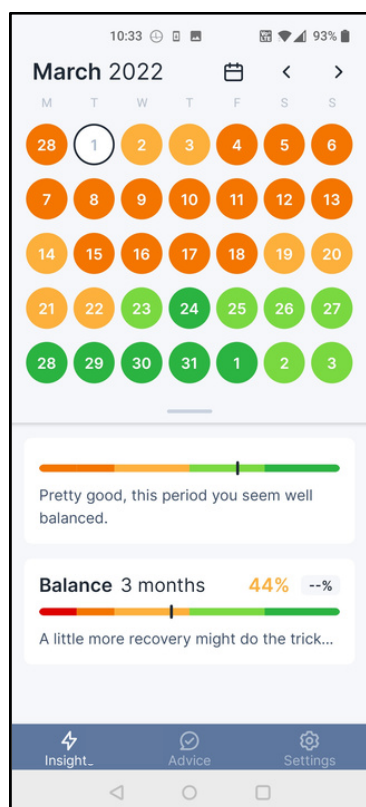 10:33 93%
March 2022
M T W T F S S
28 1 2 3 4 5 6
7 8 9 10 11 12 13
14 15 16 17 18 19 20
21 22 23 24 25 26 27
28 29 30 31 1 2 3
Pretty good, this period you seem well
balanced.
Balance 3 months 44% --%
A little more recovery might do the trick...
Insight_ Advice Settings